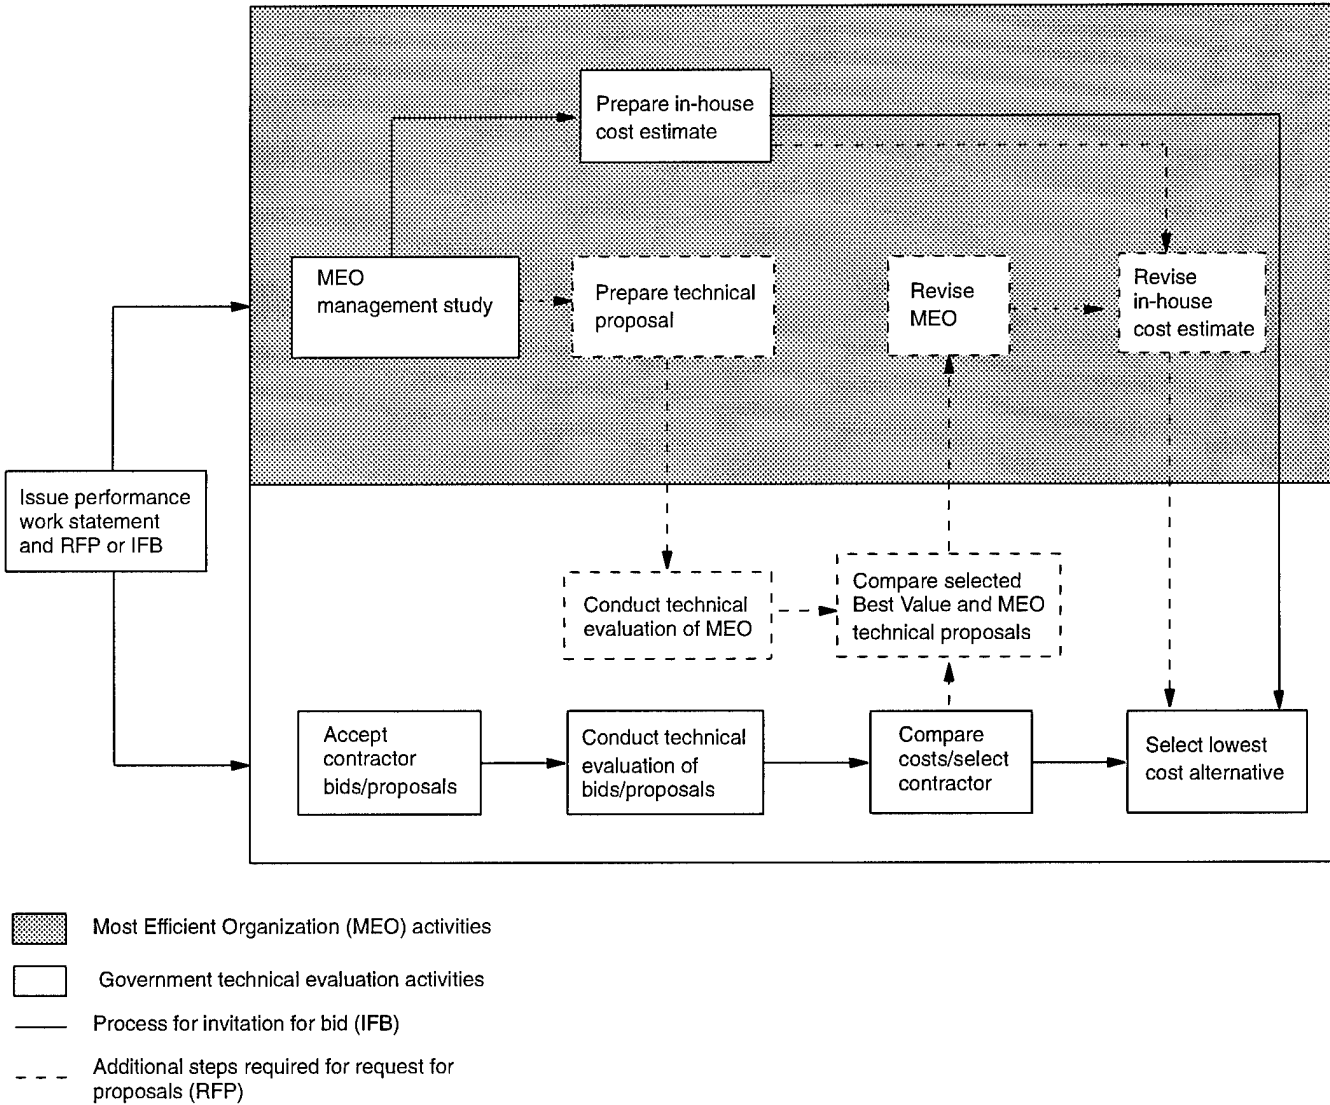 Prepare in-house
cost estimate
MEO
management study
Prepare technical
proposal
Revise
MEO
Revise
in-house
cost estimate
Issue performance
work statement
and RFP or IFB
Conduct technical
evaluation of MEO
Compare selected
Best Value and MEO
technical proposals
Accept
contractor
bids/proposals
Conduct technical
evaluation of
bids/proposals
Compare
costs/select
contractor
Select lowest
cost alternative
Most Efficient Organization (MEO) activities
Government technical evaluation activities
Process for invitation for bid (IFB)
Additional steps required for request for
proposals (RFP)